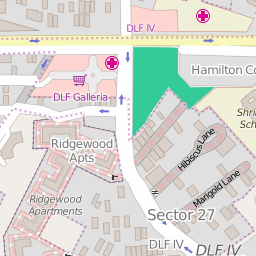 DLF IV
Hamilton Co
DLF Galleria
Shri
Sch
Ridgewood
Apts
Hibiscus Lane
Ridgewood
Apartments
Marigold Lane
Sector 27
DLF IV
DLF IV